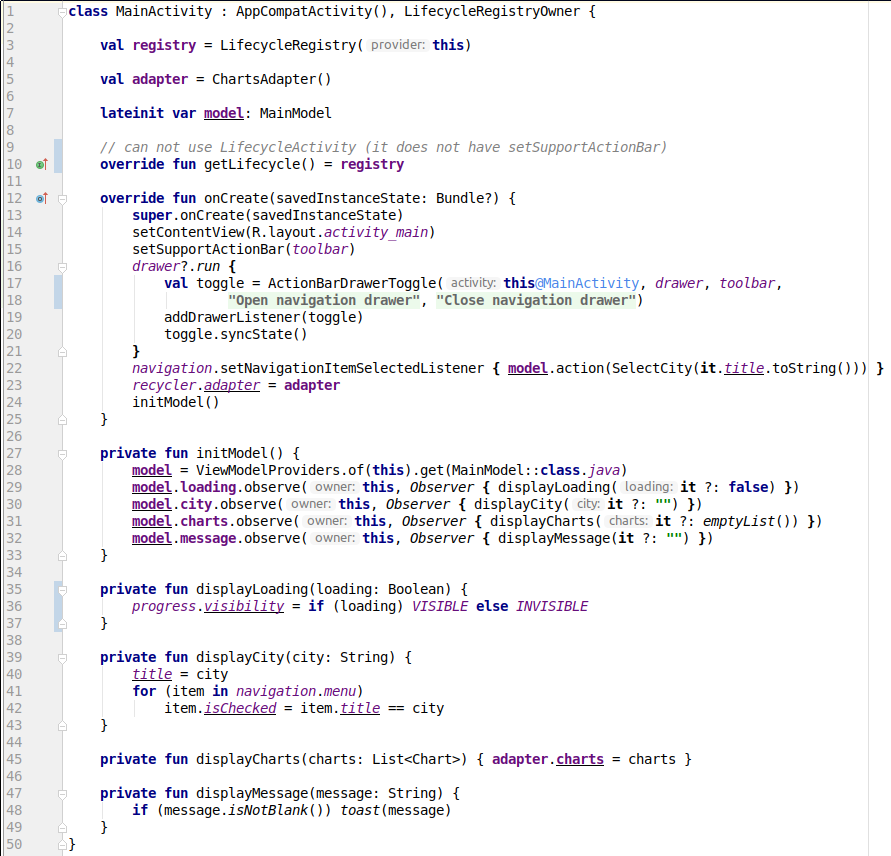 1 class MainActivity : AppCompatActivity(), LifecycleRegistryOwner {
2
3     val registry = LifecycleRegistry( provider: this)
4
5     val adapter = ChartsAdapter()
6
7     lateinit var model: MainModel
8
9     // can not use LifecycleActivity (it does not have setSupportActionBar)
10     override fun getLifecycle() = registry
11
12     override fun onCreate(savedInstanceState: Bundle?) {
13         super.onCreate(savedInstanceState)
14         setContentView(R.layout.activity_main)
15         setSupportActionBar(toolbar)
16         drawer?.run {
17             val toggle = ActionBarDrawerToggle( activity: this@MainActivity, drawer, toolbar,
18                     "Open navigation drawer", "Close navigation drawer")
19             addDrawerListener(toggle)
20             toggle.syncState()
21         }
22         navigation.setNavigationItemSelectedListener { model.action(SelectCity(it.title.toString())) }
23         recycler.adapter = adapter
24         initModel()
25     }
26
27     private fun initModel() {
28         model = ViewModelProviders.of(this).get(MainModel::class.java)
29         model.loading.observe( owner: this, Observer { displayLoading( loading: it ?: false) })
30         model.city.observe( owner: this, Observer { displayCity( city: it ?: "") })
31         model.charts.observe( owner: this, Observer { displayCharts( charts: it ?: emptyList()) })
32         model.message.observe( owner: this, Observer { displayMessage(it ?: "") })
33     }
34
35     private fun displayLoading(loading: Boolean) {
36         progress.visibility = if (loading) VISIBLE else INVISIBLE
37     }
38
39     private fun displayCity(city: String) {
40         title = city
41         for (item in navigation.menu)
42             item.isChecked = item.title == city
43     }
44
45     private fun displayCharts(charts: List<Chart>) { adapter.charts = charts }
46
47     private fun displayMessage(message: String) {
48         if (message.isNotBlank()) toast(message)
49     }
50 }